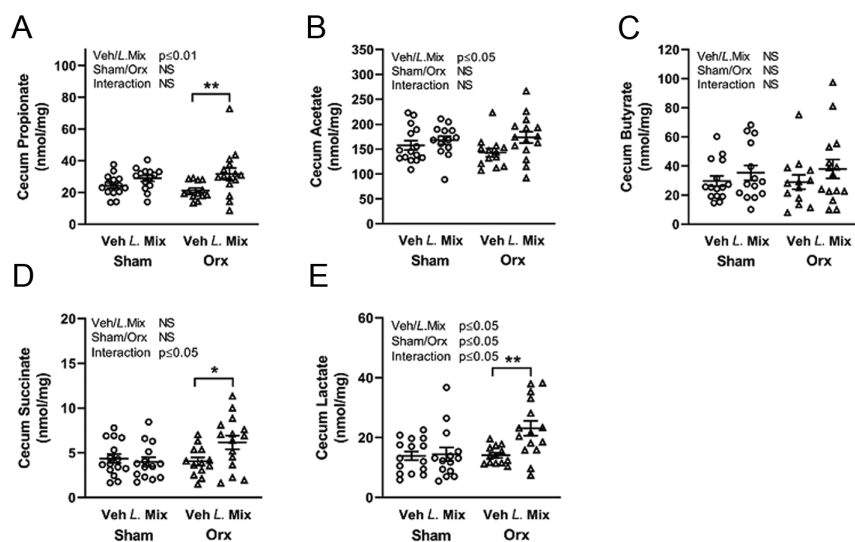 A
Cecum Propionate
(nmol/mg)
Veh/L.Mix p≤0.01
Sham/Orx NS
Interaction NS
**
100
80
60
40
20
0
Veh L. Mix Veh L. Mix
Sham Orx
B
Cecum Acetate
(nmol/mg)
Veh/L.Mix p≤0.05
Sham/Orx NS
Interaction NS
350
300
250
200
150
100
50
0
Veh L. Mix Veh L. Mix
Sham Orx
C
Cecum Butyrate
(nmol/mg)
Veh/L.Mix NS
Sham/Orx NS
Interaction NS
120
100
80
60
40
20
0
Veh L. Mix Veh L. Mix
Sham Orx
D
Cecum Succinate
(nmol/mg)
Veh/L.Mix NS
Sham/Orx NS
Interaction p≤0.05
*
20
15
10
5
0
Veh L. Mix Veh L. Mix
Sham Orx
E
Cecum Lactate
(nmol/mg)
Veh/L.Mix p≤0.05
Sham/Orx p≤0.05
Interaction p≤0.05
**
60
40
20
0
Veh L. Mix Veh L. Mix
Sham Orx